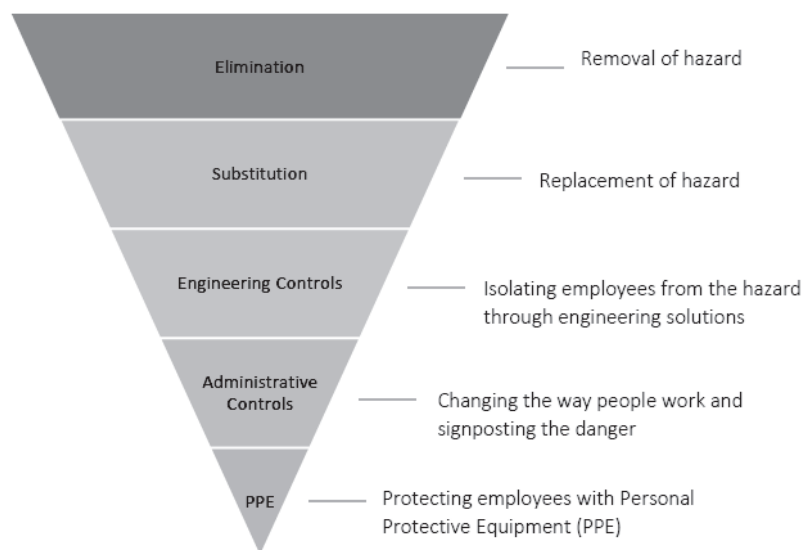 Elimination
Removal of hazard
Substitution
Replacement of hazard
Engineering Controls
Isolating employees from the hazard
through engineering solutions
Administrative
Controls
Changing the way people work and
signposting the danger
PPE
Protecting employees with Personal
Protective Equipment (PPE)